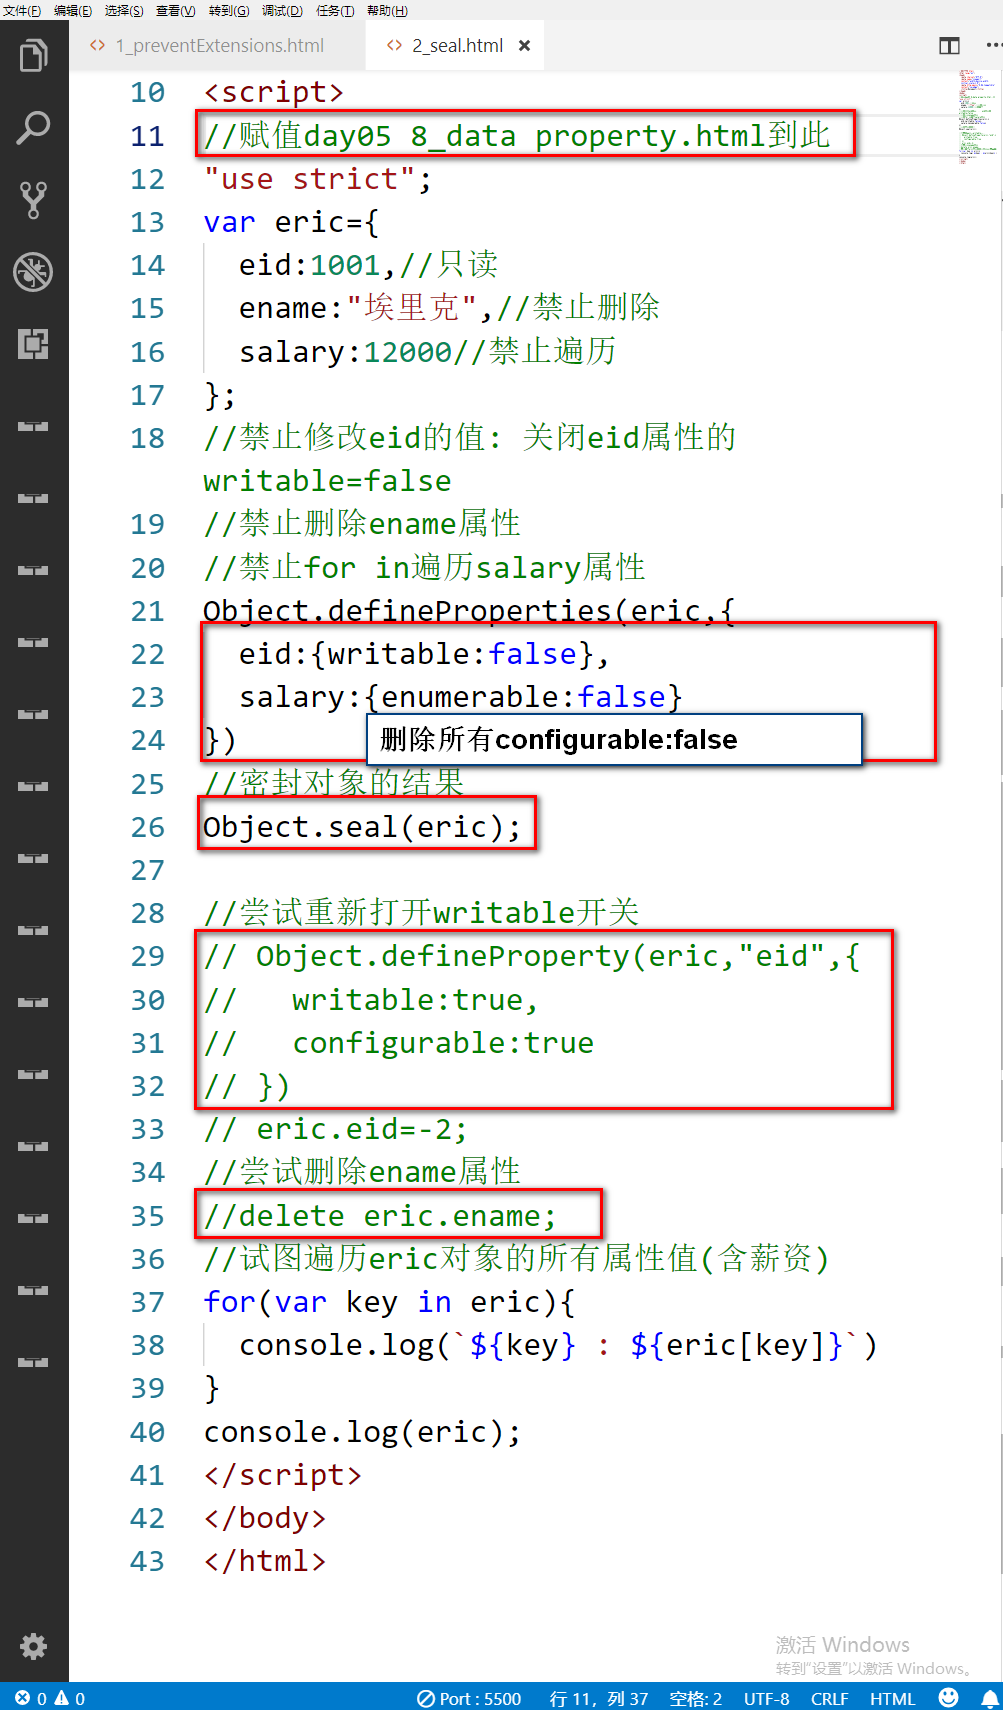 文件(F) 编辑(E) 选择(S) 查看(V) 转到(G) 调试(D) 任务(T) 帮助(H)
<> 1_preventExtensions.html <> 2_seal.html ×
10 <script>
11 //赋值day05 8_data property.html到此
12 "use strict";
13 var eric={
14 eid:1001,//只读
15 ename:"埃里克",//禁止删除
16 salary:12000//禁止遍历
17 };
18 //禁止修改eid的值: 关闭eid属性的
writable=false
19 //禁止删除ename属性
20 //禁止for in遍历salary属性
21 Object.defineProperties(eric,{
22 eid:{writable:false},
23 salary:{enumerable:false}
24 })
删除所有configurable:false
25 //密封对象的结果
26 Object.seal(eric);
27
28 //尝试重新打开writable开关
29 // Object.defineProperty(eric,"eid",{
30 //   writable:true,
31 //   configurable:true
32 // })
33 // eric.eid=-2;
34 //尝试删除ename属性
35 //delete eric.ename;
36 //试图遍历eric对象的所有属性值(含薪资)
37 for(var key in eric){
38 console.log(`${key} : ${eric[key]}`)
39 }
40 console.log(eric);
41 </script>
42 </body>
43 </html>
激活 Windows
转到"设置"以激活 Windows。
0 0 Port : 5500 行 11，列 37 空格: 2 UTF-8 CRLF HTML